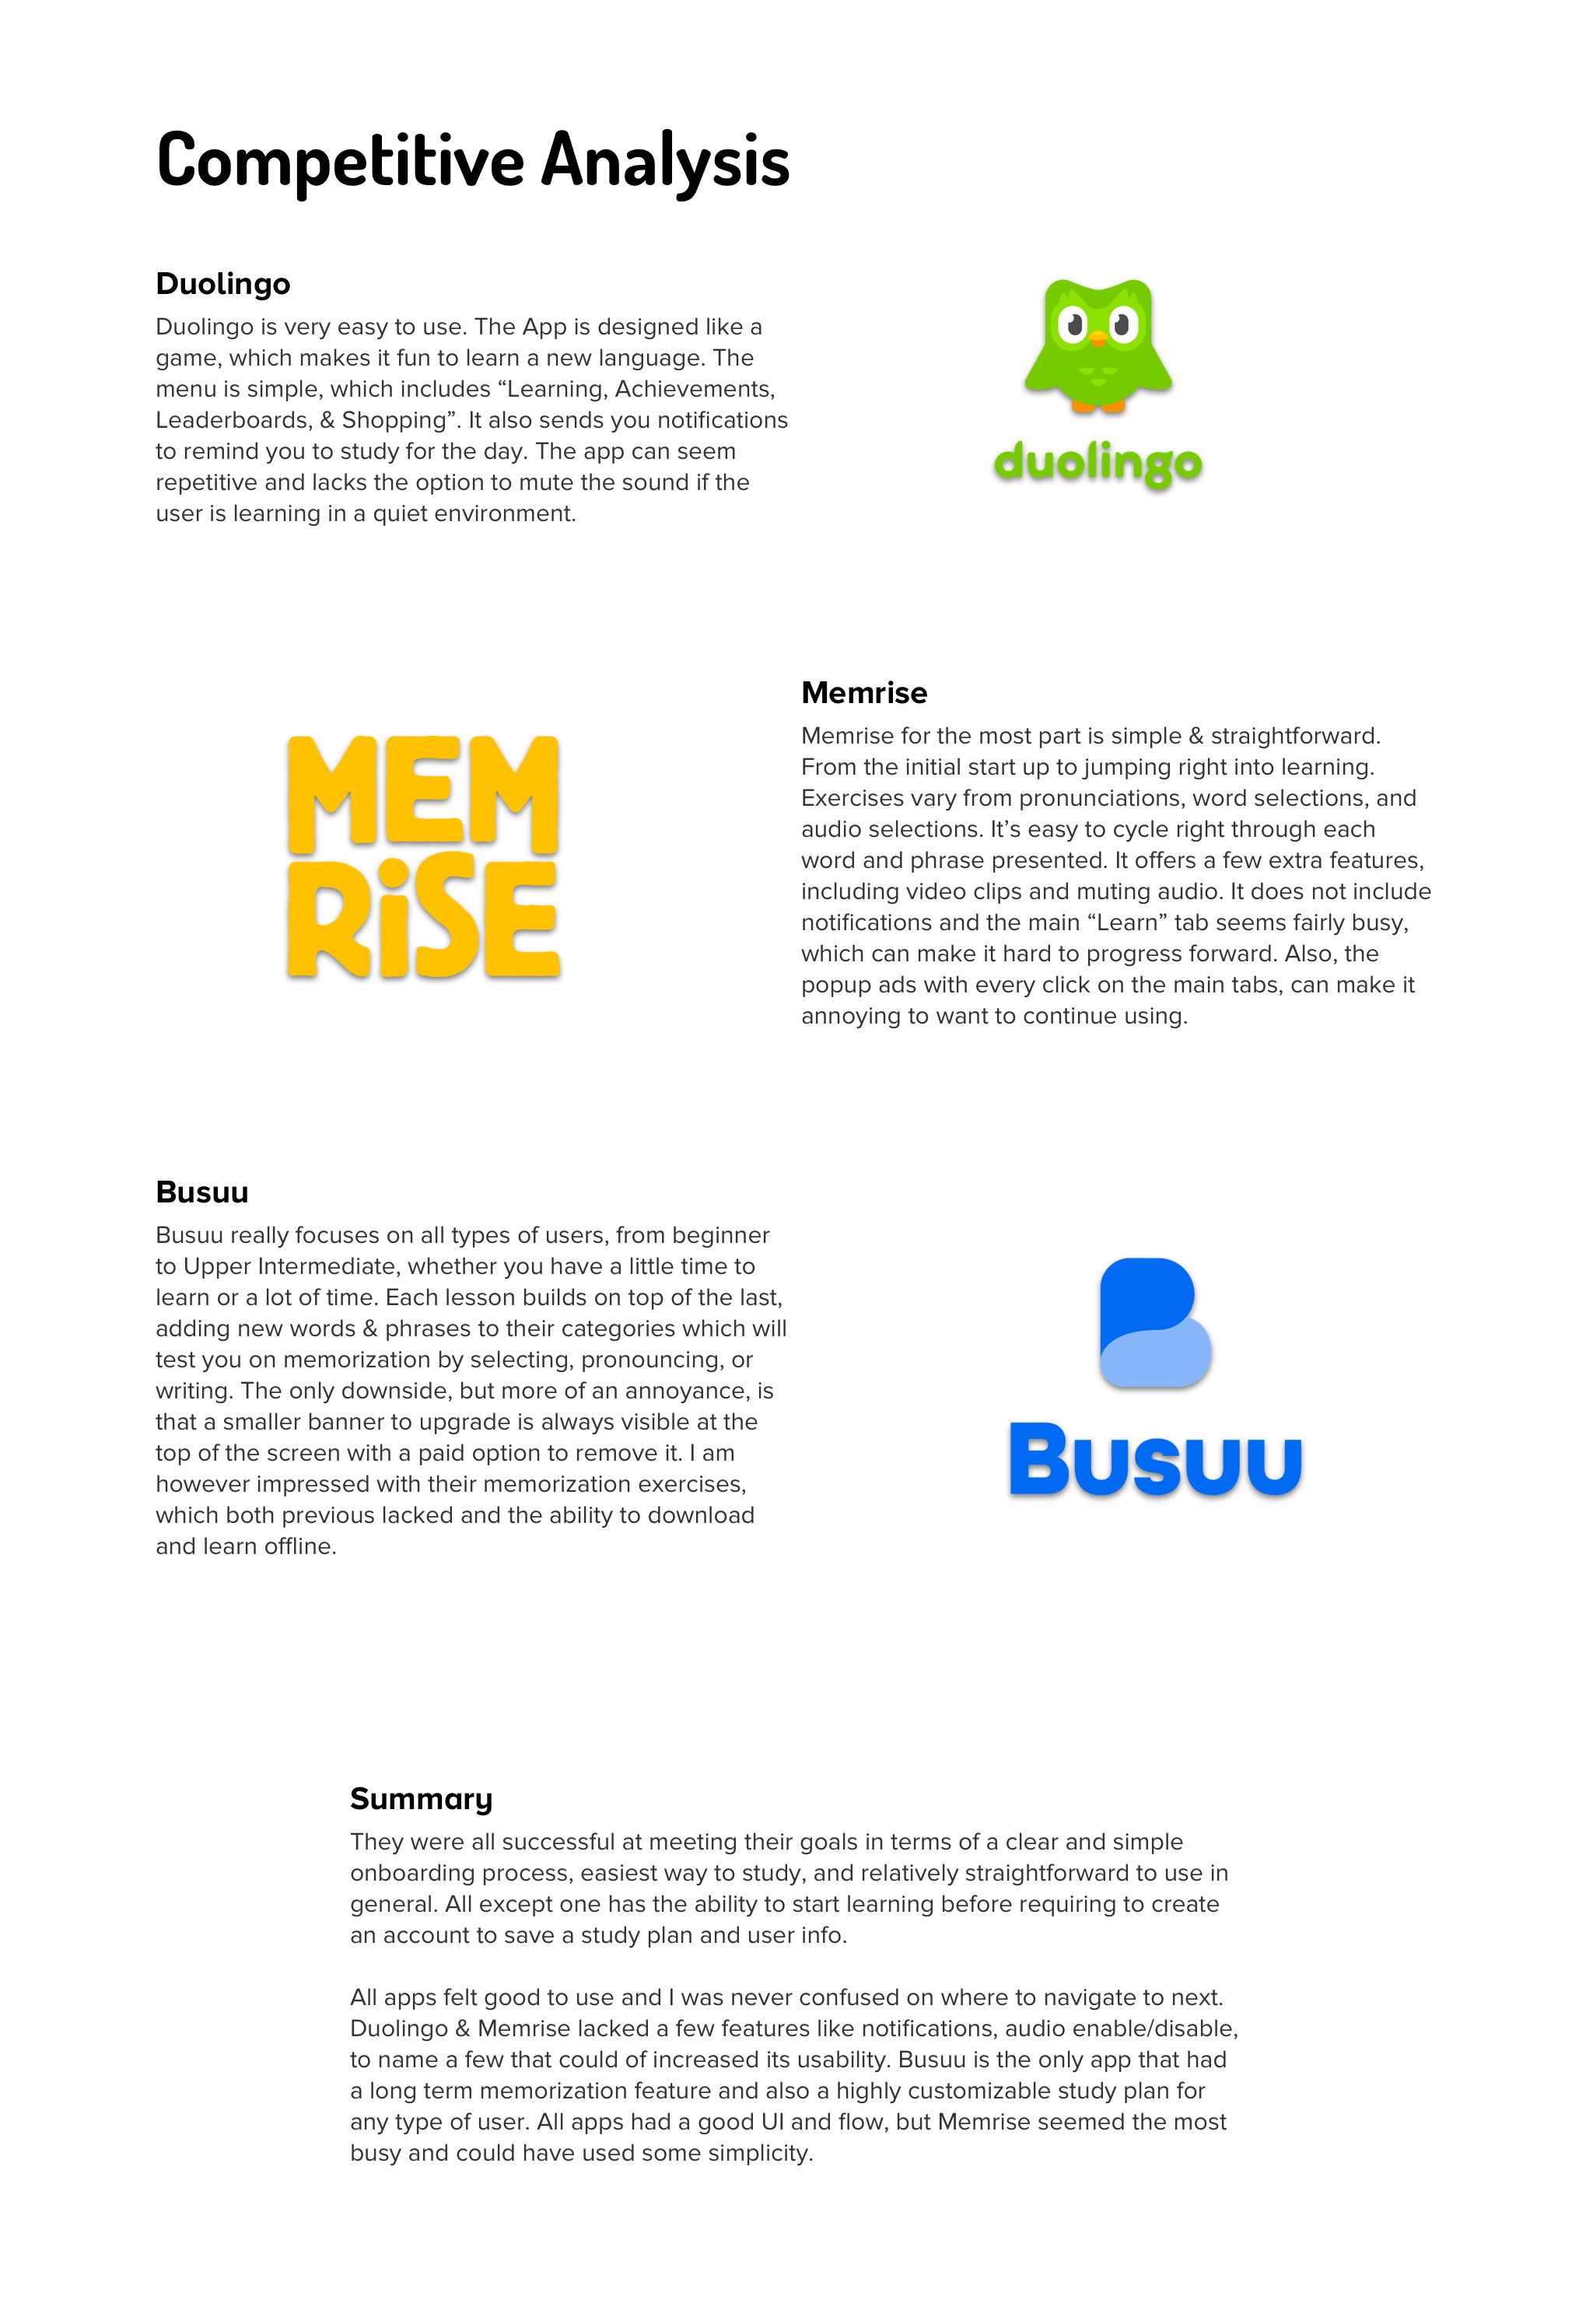 Competitive Analysis
Duolingo
Duolingo is very easy to use. The App is designed like a
game, which makes it fun to learn a new language. The
menu is simple, which includes “Learning, Achievements,
Leaderboards, & Shopping”. It also sends you notifications
to remind you to study for the day. The app can seem
repetitive and lacks the option to mute the sound if the
user is learning in a quiet environment.
duolingo
MEM
RiSE
Memrise
Memrise for the most part is simple & straightforward.
From the initial start up to jumping right into learning.
Exercises vary from pronunciations, word selections, and
audio selections. It’s easy to cycle right through each
word and phrase presented. It offers a few extra features,
including video clips and muting audio. It does not include
notifications and the main “Learn” tab seems fairly busy,
which can make it hard to progress forward. Also, the
popup ads with every click on the main tabs, can make it
annoying to want to continue using.
Busuu
Busuu really focuses on all types of users, from beginner
to Upper Intermediate, whether you have a little time to
learn or a lot of time. Each lesson builds on top of the last,
adding new words & phrases to their categories which will
test you on memorization by selecting, pronouncing, or
writing. The only downside, but more of an annoyance, is
that a smaller banner to upgrade is always visible at the
top of the screen with a paid option to remove it. I am
however impressed with their memorization exercises,
which both previous lacked and the ability to download
and learn offline.
Busuu
Summary
They were all successful at meeting their goals in terms of a clear and simple
onboarding process, easiest way to study, and relatively straightforward to use in
general. All except one has the ability to start learning before requiring to create
an account to save a study plan and user info.
All apps felt good to use and I was never confused on where to navigate to next.
Duolingo & Memrise lacked a few features like notifications, audio enable/disable,
to name a few that could of increased its usability. Busuu is the only app that had
a long term memorization feature and also a highly customizable study plan for
any type of user. All apps had a good UI and flow, but Memrise seemed the most
busy and could have used some simplicity.